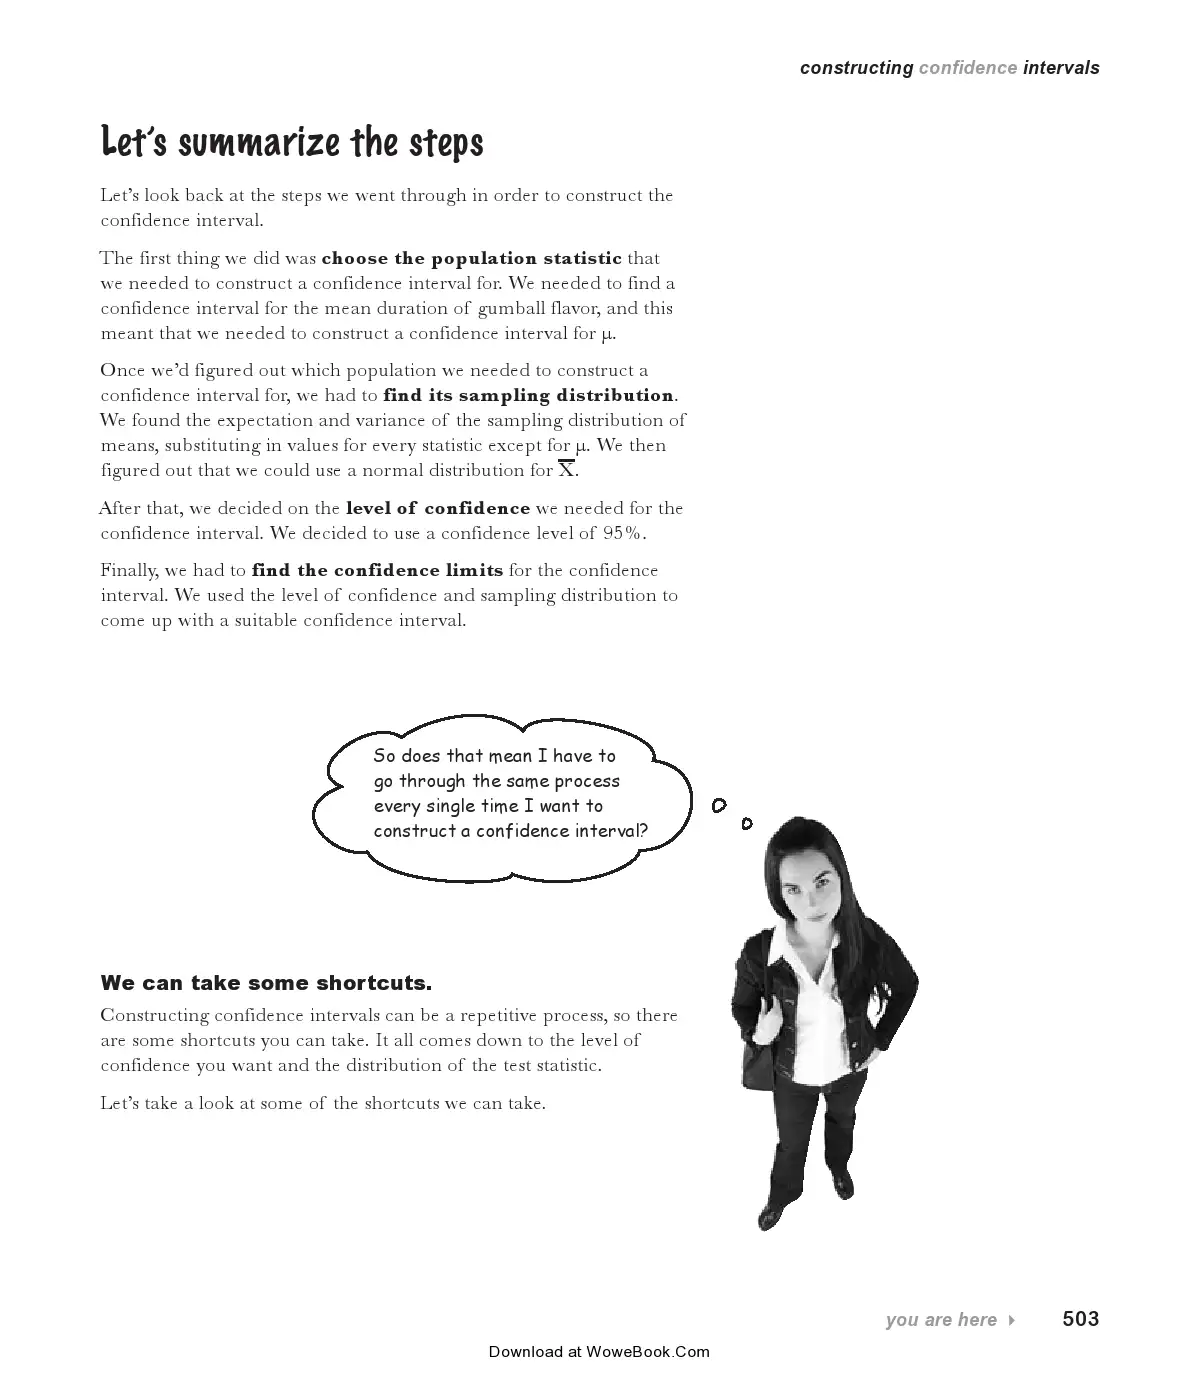 constructing confidence intervals
Let’s summarize the steps
Let’s look back at the steps we went through in order to construct the
confidence interval.
The first thing we did was choose the population statistic that
we needed to construct a confidence interval for. We needed to find a
confidence interval for the mean duration of gumball flavor, and this
meant that we needed to construct a confidence interval for μ.
Once we’d figured out which population we needed to construct a
confidence interval for, we had to find its sampling distribution.
We found the expectation and variance of the sampling distribution of
means, substituting in values for every statistic except for μ. We then
figured out that we could use a normal distribution for X̅.
After that, we decided on the level of confidence we needed for the
confidence interval. We decided to use a confidence level of 95%.
Finally, we had to find the confidence limits for the confidence
interval. We used the level of confidence and sampling distribution to
come up with a suitable confidence interval.
So does that mean I have to
go through the same process
every single time I want to
construct a confidence interval?
We can take some shortcuts.
Constructing confidence intervals can be a repetitive process, so there
are some shortcuts you can take. It all comes down to the level of
confidence you want and the distribution of the test statistic.
Let’s take a look at some of the shortcuts we can take.
you are here ▸ 503
Download at WoweBook.Com